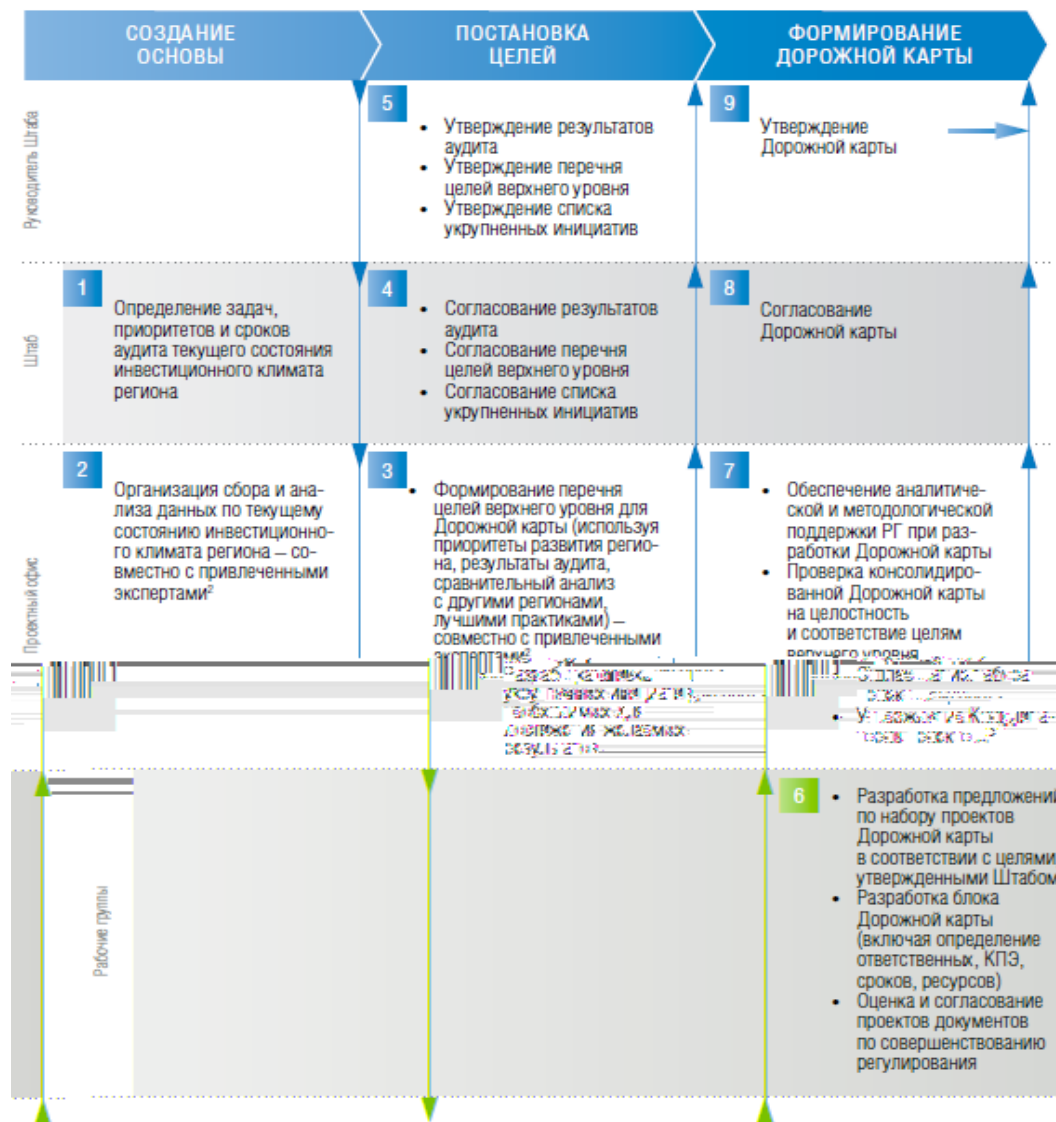 СОЗДАНИЕ
ОСНОВЫ
ПОСТАНОВКА
ЦЕЛЕЙ
ФОРМИРОВАНИЕ
ДОРОЖНОЙ КАРТЫ
Руководитель Штаба
5
• Утверждение результатов
аудита
• Утверждение перечня
целей верхнего уровня
• Утверждение списка
укрупненных инициатив
9
Утверждение
Дорожной карты
Штаб
1
Определение задач,
приоритетов и сроков
аудита текущего состояния
инвестиционного климата
региона
4
• Согласование результатов
аудита
• Согласование перечня
целей верхнего уровня
• Согласование списка
укрупненных инициатив
8
Согласование
Дорожной карты
Проектный офис
2
Организация сбора и ана-
лиза данных по текущему
состоянию инвестиционно-
го климата региона – со-
вместно с привлеченными
экспертами²
3
• Формирование перечня
целей верхнего уровня для
Дорожной карты (используя
приоритеты развития регио-
на, результаты аудита,
сравнительный анализ
с другими регионами,
лучшими практиками) –
совместно с привлеченными
экспертами²
7
• Обеспечение аналитиче-
ской и методологической
поддержки РГ при раз-
работки Дорожной карты
• Проверка консолидиро-
ванной Дорожной карты
на целостность
и соответствие целям
верхнего уровня
Рабочие группы
6
• Разработка предложений
по набору проектов
Дорожной карты
в соответствии с целями
утвержденными Штабом
• Разработка блока
Дорожной карты
(включая определение
ответственных, КПЭ,
сроков, ресурсов)
• Оценка и согласование
проектов документов
по совершенствованию
регулирования